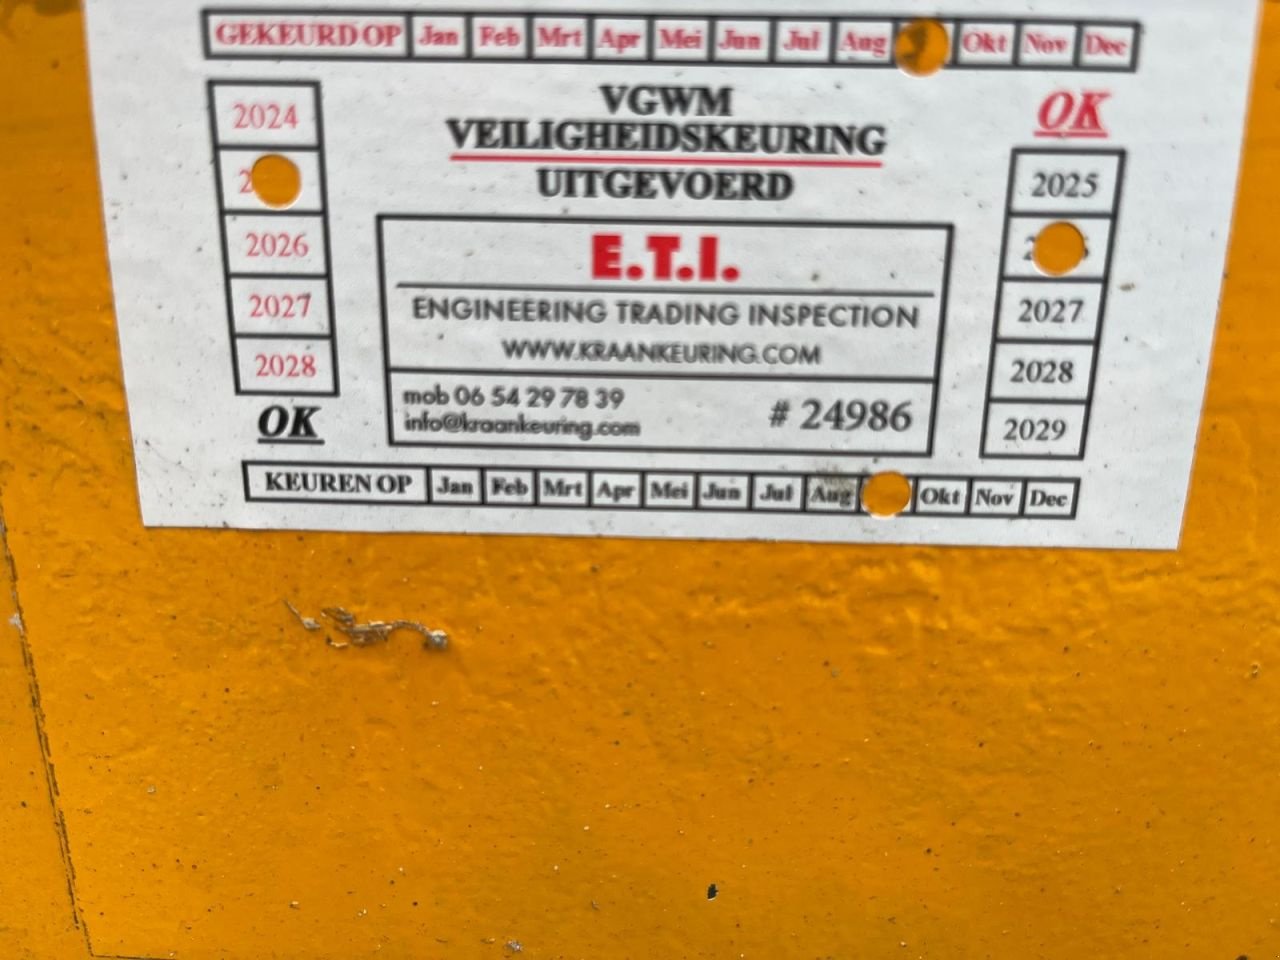 GEKEURD OP Jan Feb Mrt Apr Mei Jun Jul Aug Okt Nov Dec
2024
2026
2027
2028
OK
VGWM
VEILIGHEIDSKEURING
UITGEVOERD
E.T.I.
ENGINEERING TRADING INSPECTION
WWW.KRAANKEURING.COM
mob 06 54 29 78 39
info@kraankeuring.com
# 24986
OK
2025
2027
2028
2029
KEUREN OP Jan Feb Mrt Apr Mei Jun Jul Aug Okt Nov Dec